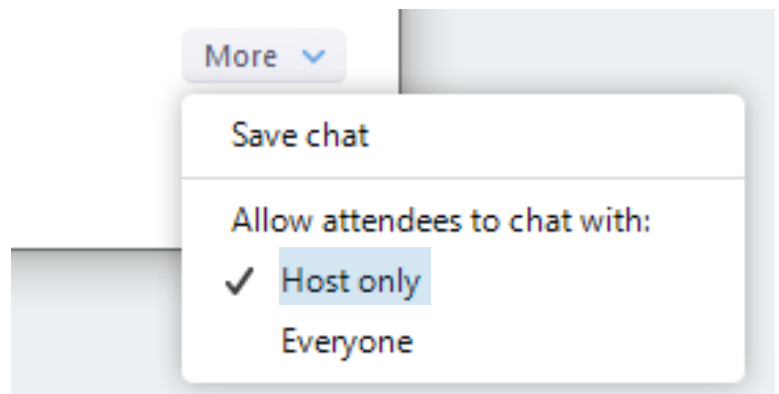 More
Save chat
Allow attendees to chat with:
Host only
Everyone